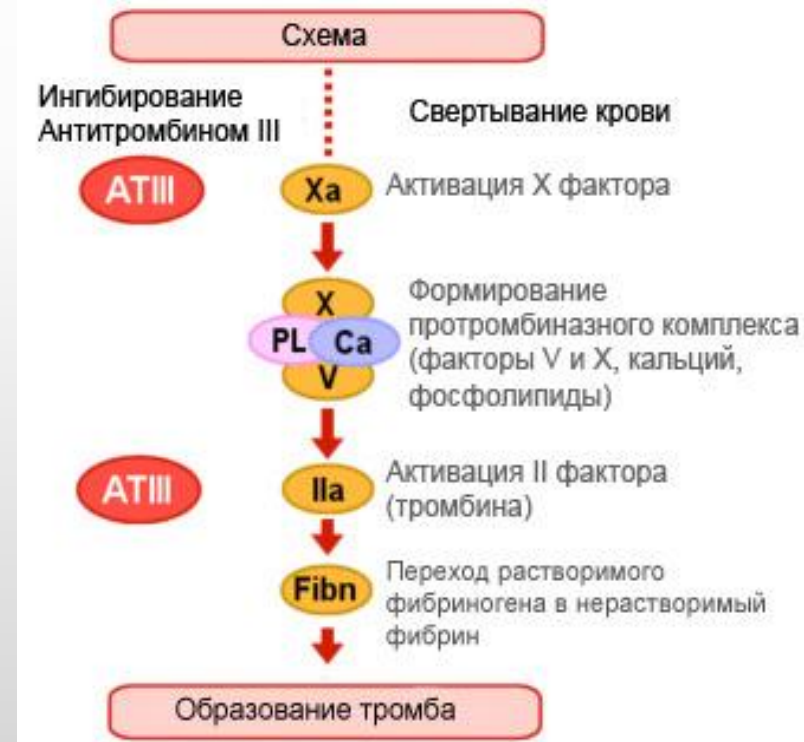 Схема
Ингибирование
Антитромбином III
Свертывание крови
ATIII
Xa
Активация X фактора
X
PL Ca
V
Формирование
протромбиназного комплекса
(факторы V и X, кальций,
фосфолипиды)
ATIII
IIa
Активация II фактора
(тромбина)
Fibn
Переход растворимого
фибриногена в нерастворимый
фибрин
Образование тромба